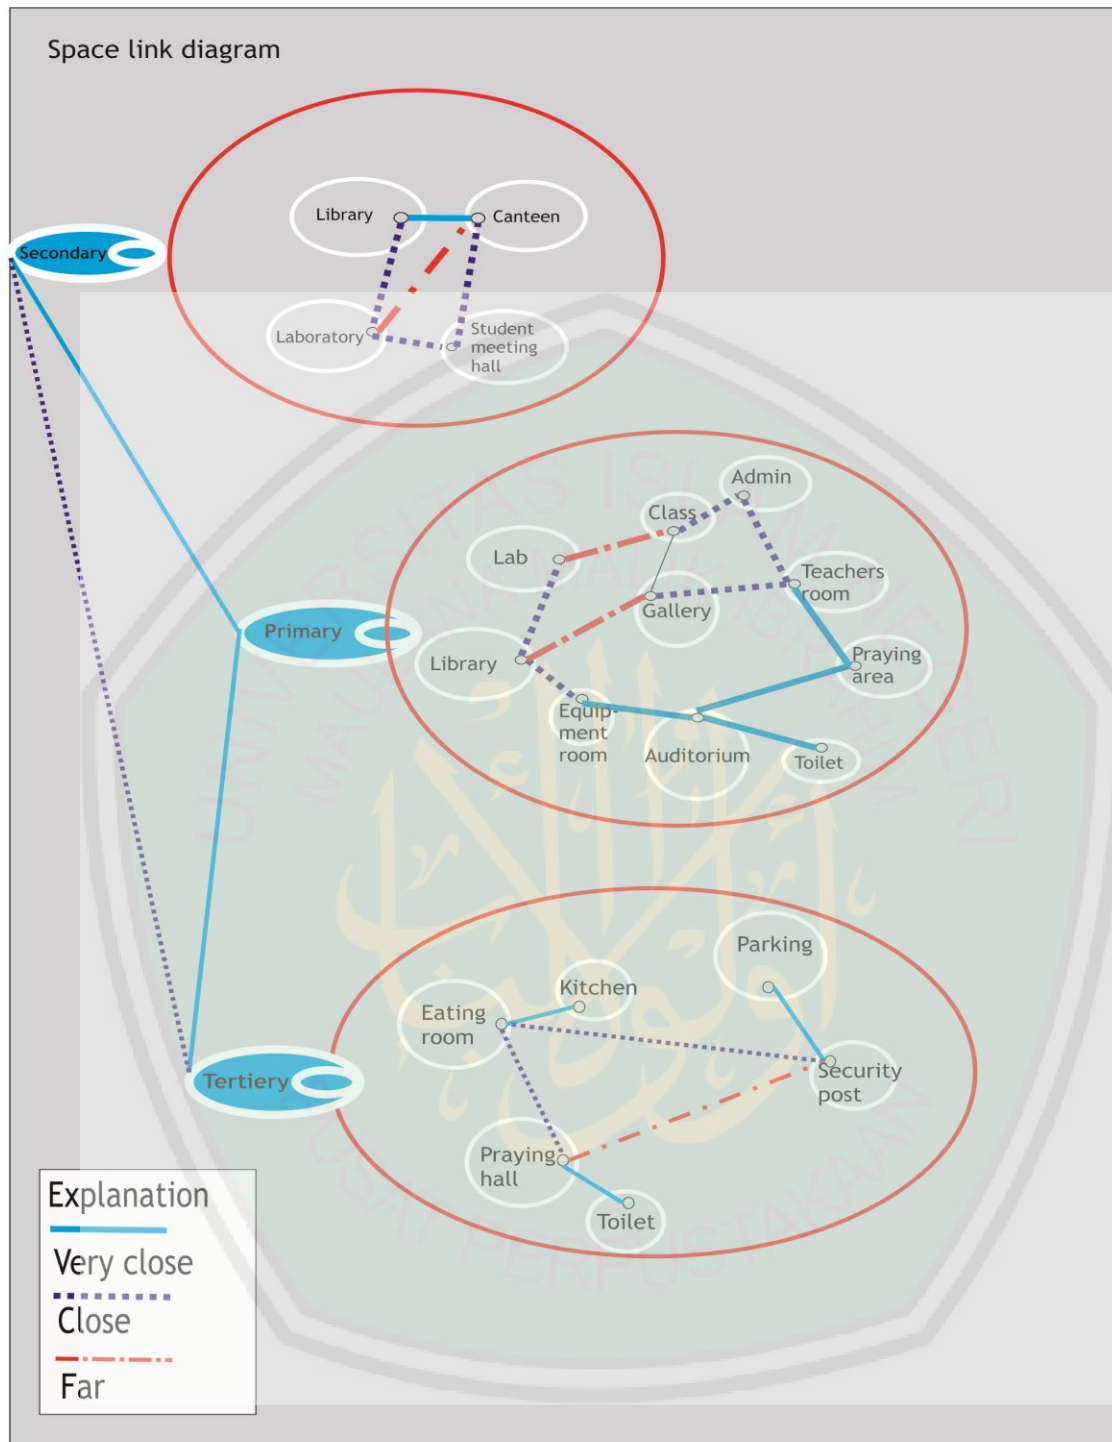 Space link diagram
Library
Canteen
Secondary
Laboratory
Student
meeting
hall
Admin
Class
Lab
Teachers
room
Gallery
Primary
Library
Praying
area
Equip-
ment
room
Auditorium
Toilet
Parking
Kitchen
Eating
room
Security
post
Tertiery
Praying
hall
Toilet
Explanation
Very close
Close
Far
PUSAT PERPUSTAKAAN